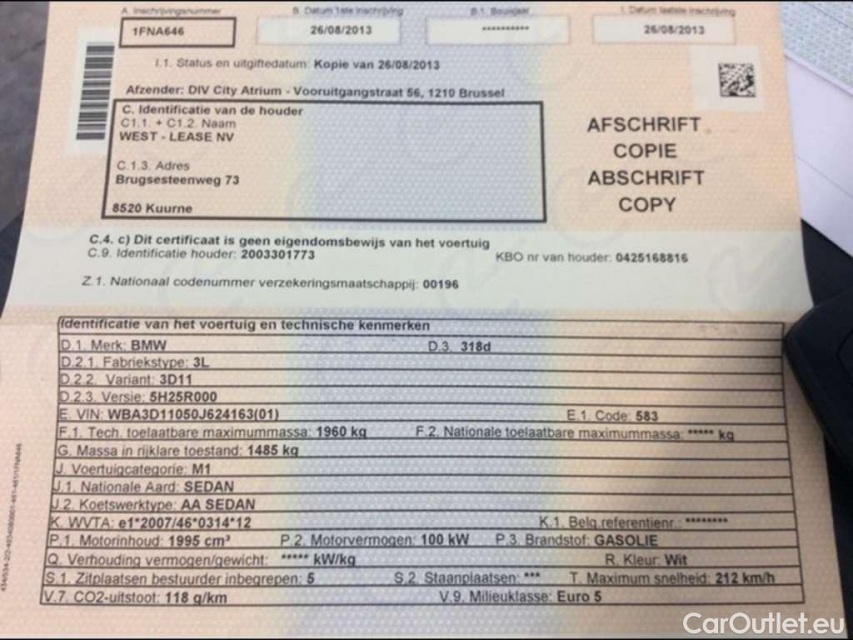 A. Inschrijvingsnummer B. Datum 1ste inschrijving B.1. Bouwjaar I. Datum laatste inschrijving
1FNA646 26/08/2013 ********** 26/08/2013
I.1. Status en uitgiftedatum: Kopie van 26/08/2013
Afzender: DIV City Atrium - Vooruitgangstraat 56, 1210 Brussel
C. Identificatie van de houder
C1.1. + C1.2. Naam
WEST - LEASE NV
C.1.3. Adres
Brugsesteenweg 73
8520 Kuurne
AFSCHRIFT
COPIE
ABSCHRIFT
COPY
C.4. c) Dit certificaat is geen eigendomsbewijs van het voertuig
C.9. Identificatie houder: 2003301773 KBO nr van houder: 0425168816
Z.1. Nationaal codenummer verzekeringsmaatschappij: 00196
Identificatie van het voertuig en technische kenmerken
D.1. Merk: BMW D.3. 318d
D.2.1. Fabriekstype: 3L
D.2.2. Variant: 3D11
D.2.3. Versie: 5H25R000
E. VIN: WBA3D11050J624163(01) E.1. Code: 583
F.1. Tech. toelaatbare maximummassa: 1960 kg F.2. Nationale toelaatbare maximummassa: ***** kg
G. Massa in rijklare toestand: 1485 kg
J. Voertuigcategorie: M1
J.1. Nationale Aard: SEDAN
J.2. Koetswerktype: AA SEDAN
K. WVTA: e1*2007/46*0314*12 K.1. Belg.referentienr.: ********
P.1. Motorinhoud: 1995 cm³ P.2. Motorvermogen: 100 kW P.3. Brandstof: GASOLIE
Q. Verhouding vermogen/gewicht: ***** kW/kg R. Kleur: Wit
S.1. Zitplaatsen bestuurder inbegrepen: 5 S.2. Staanplaatsen: *** T. Maximum snelheid: 212 km/h
V.7. CO2-uitstoot: 118 g/km V.9. Milieuklasse: Euro 5
CarOutlet.eu